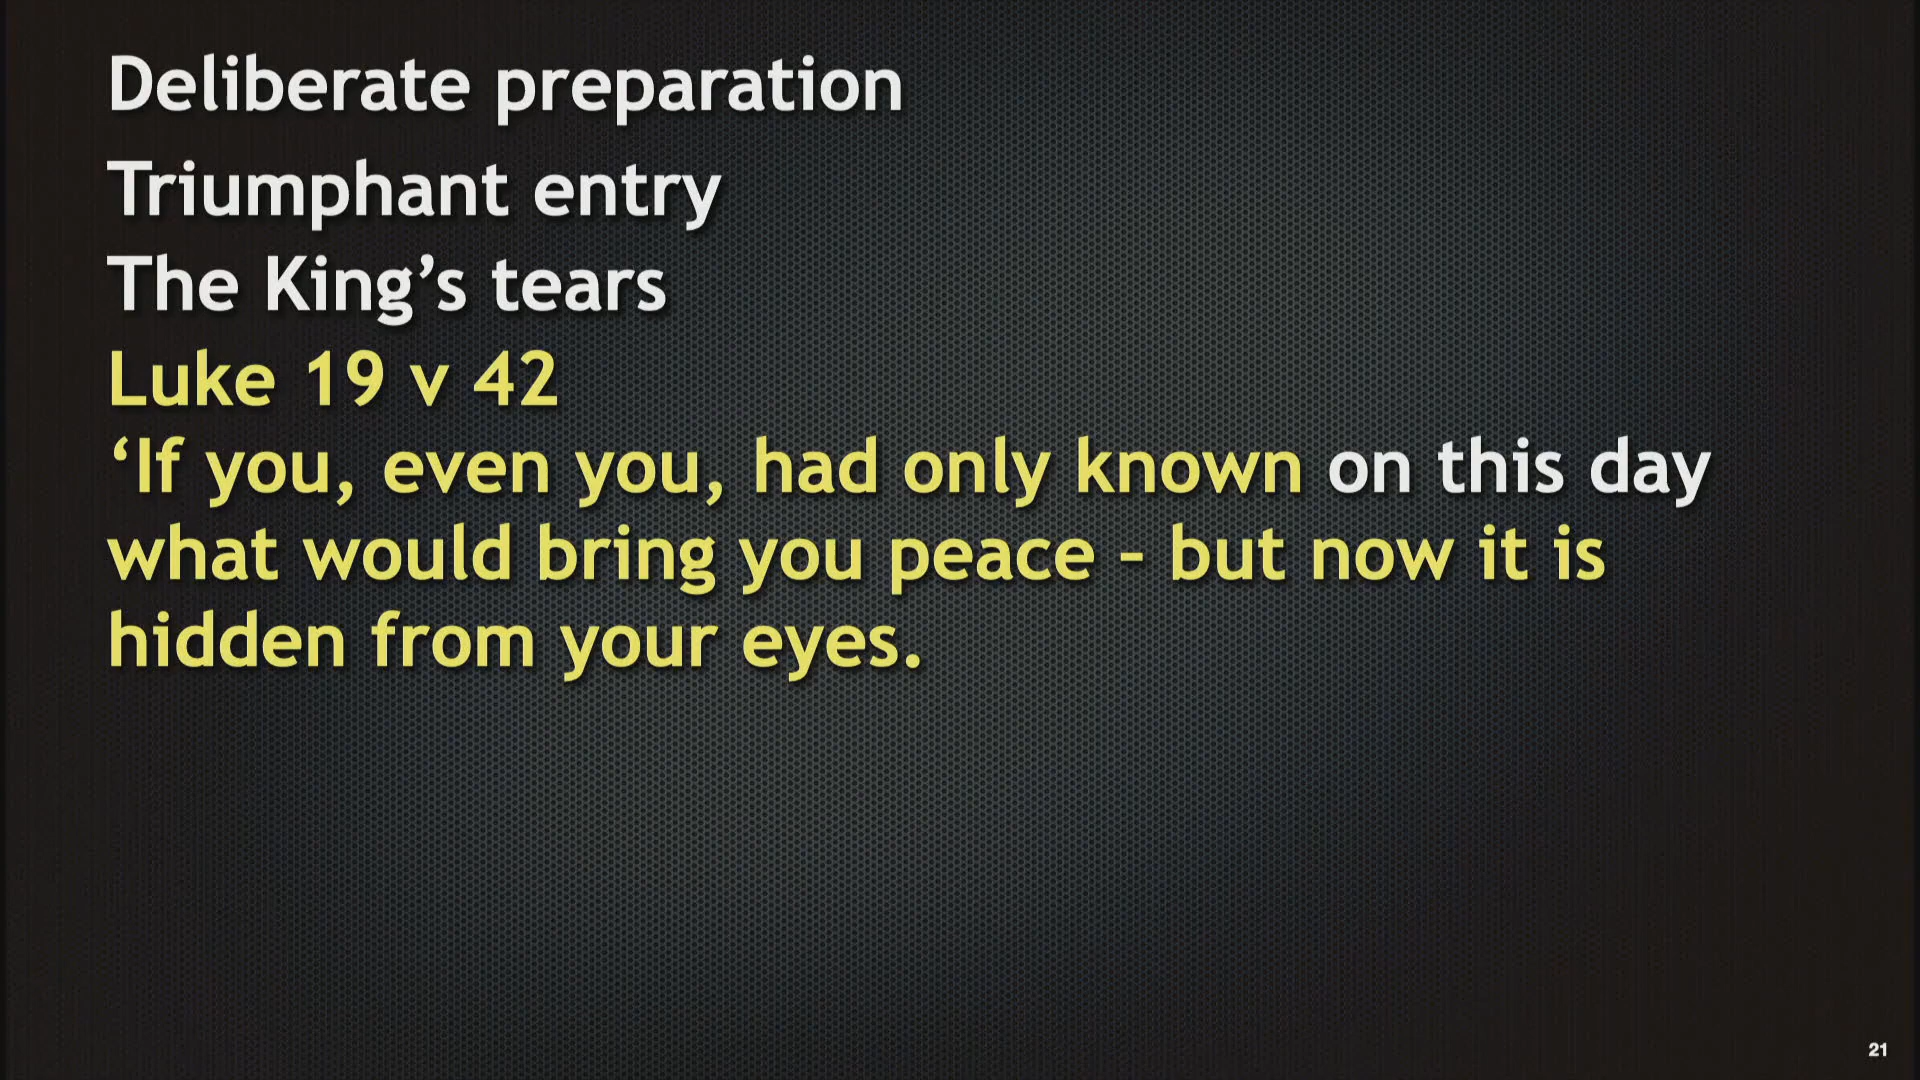 Deliberate preparation
Triumphant entry
The King’s tears
Luke 19 v 42
‘If you, even you, had only known on this day
what would bring you peace – but now it is
hidden from your eyes.
21